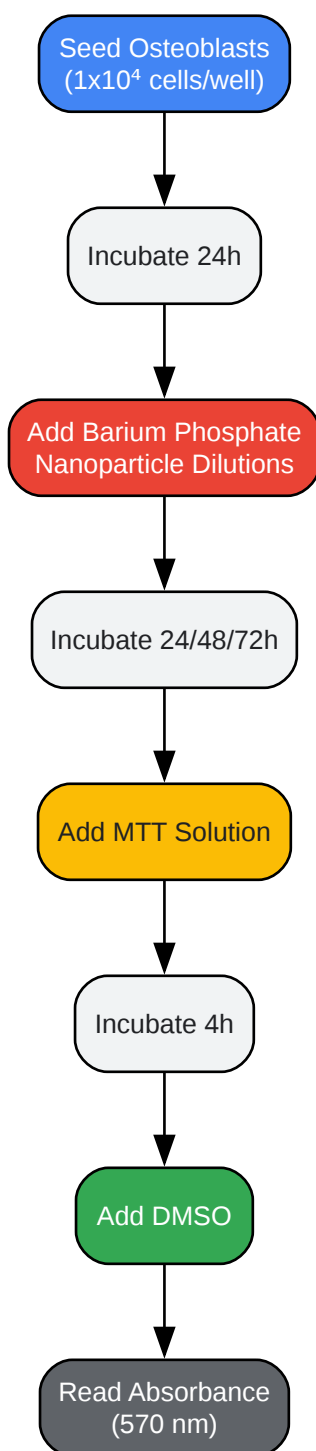 Seed Osteoblasts
(1x10⁴ cells/well)
Incubate 24h
Add Barium Phosphate
Nanoparticle Dilutions
Incubate 24/48/72h
Add MTT Solution
Incubate 4h
Add DMSO
Read Absorbance
(570 nm)